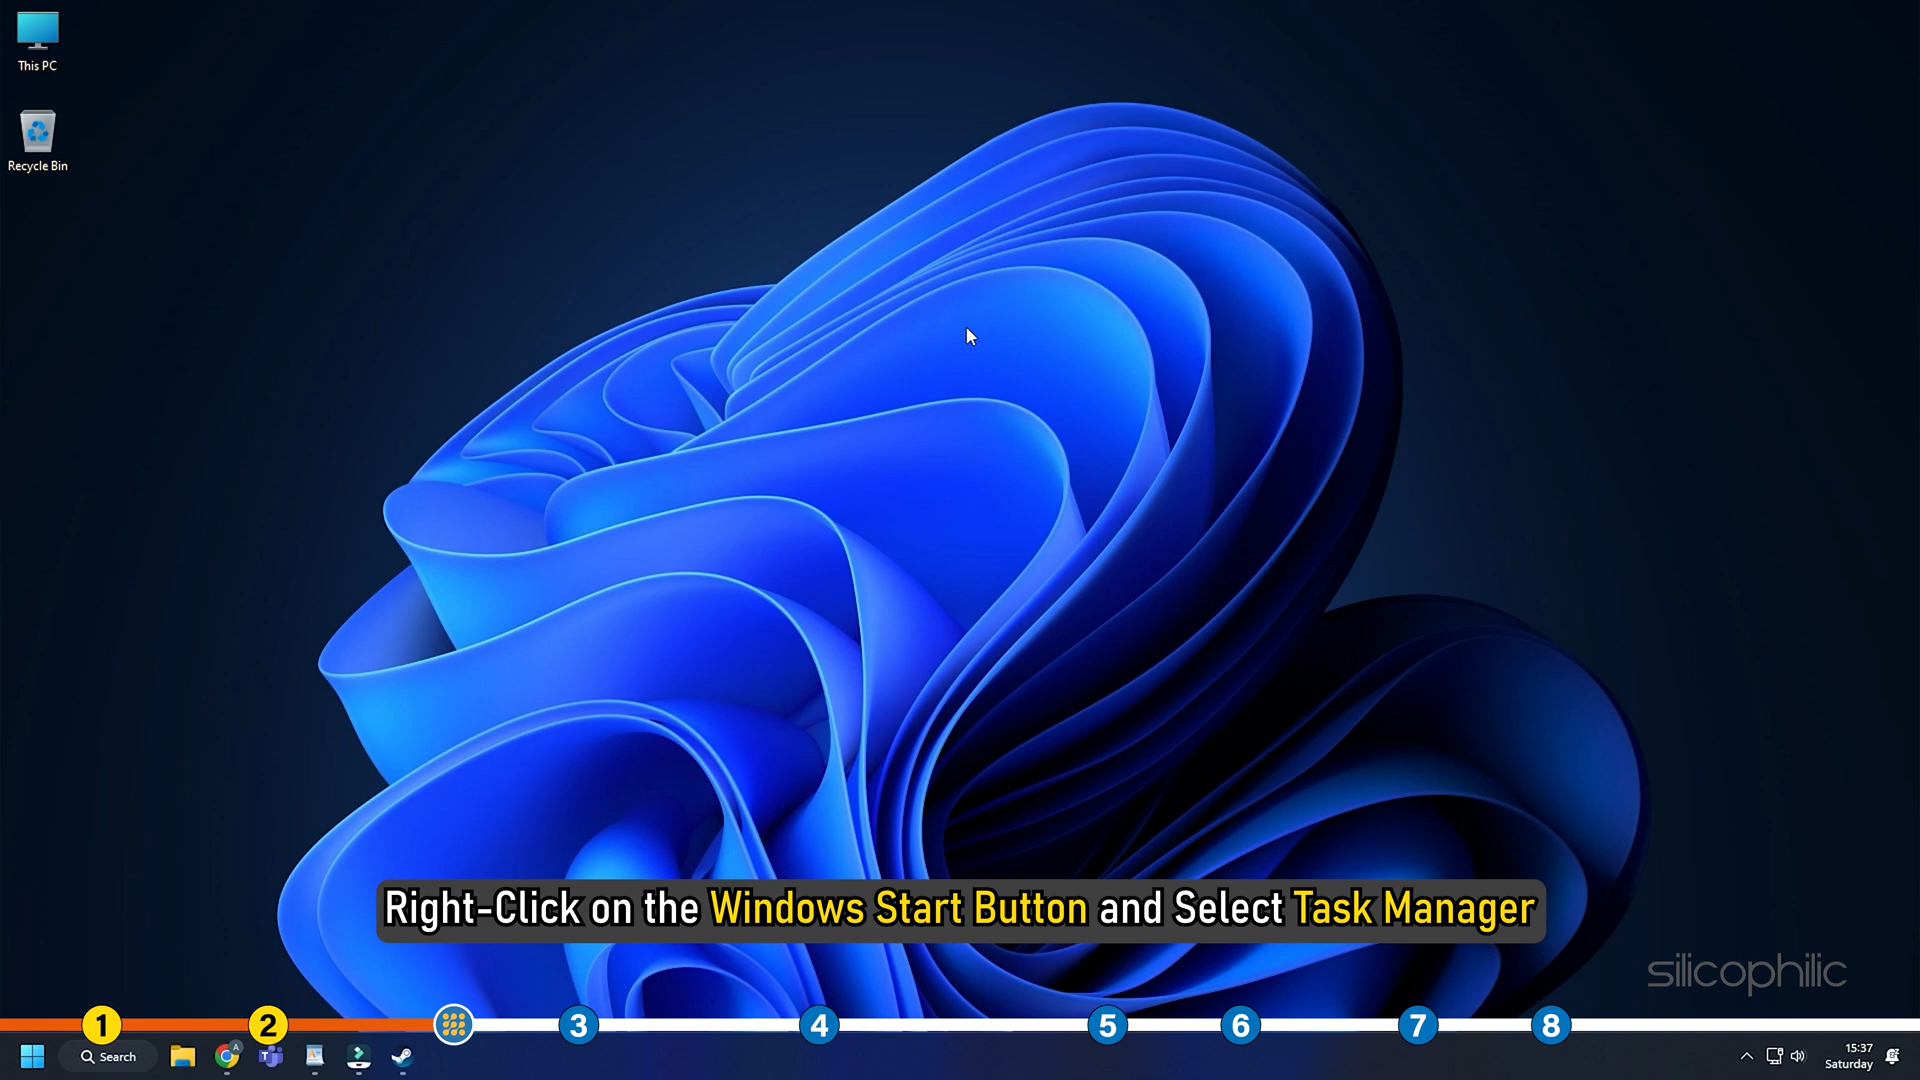 This PC
Recycle Bin
Right-Click on the Windows Start Button and Select Task Manager
silicophilic
1 2 3 4 5 6 7 8
Search
A
15:37
Saturday